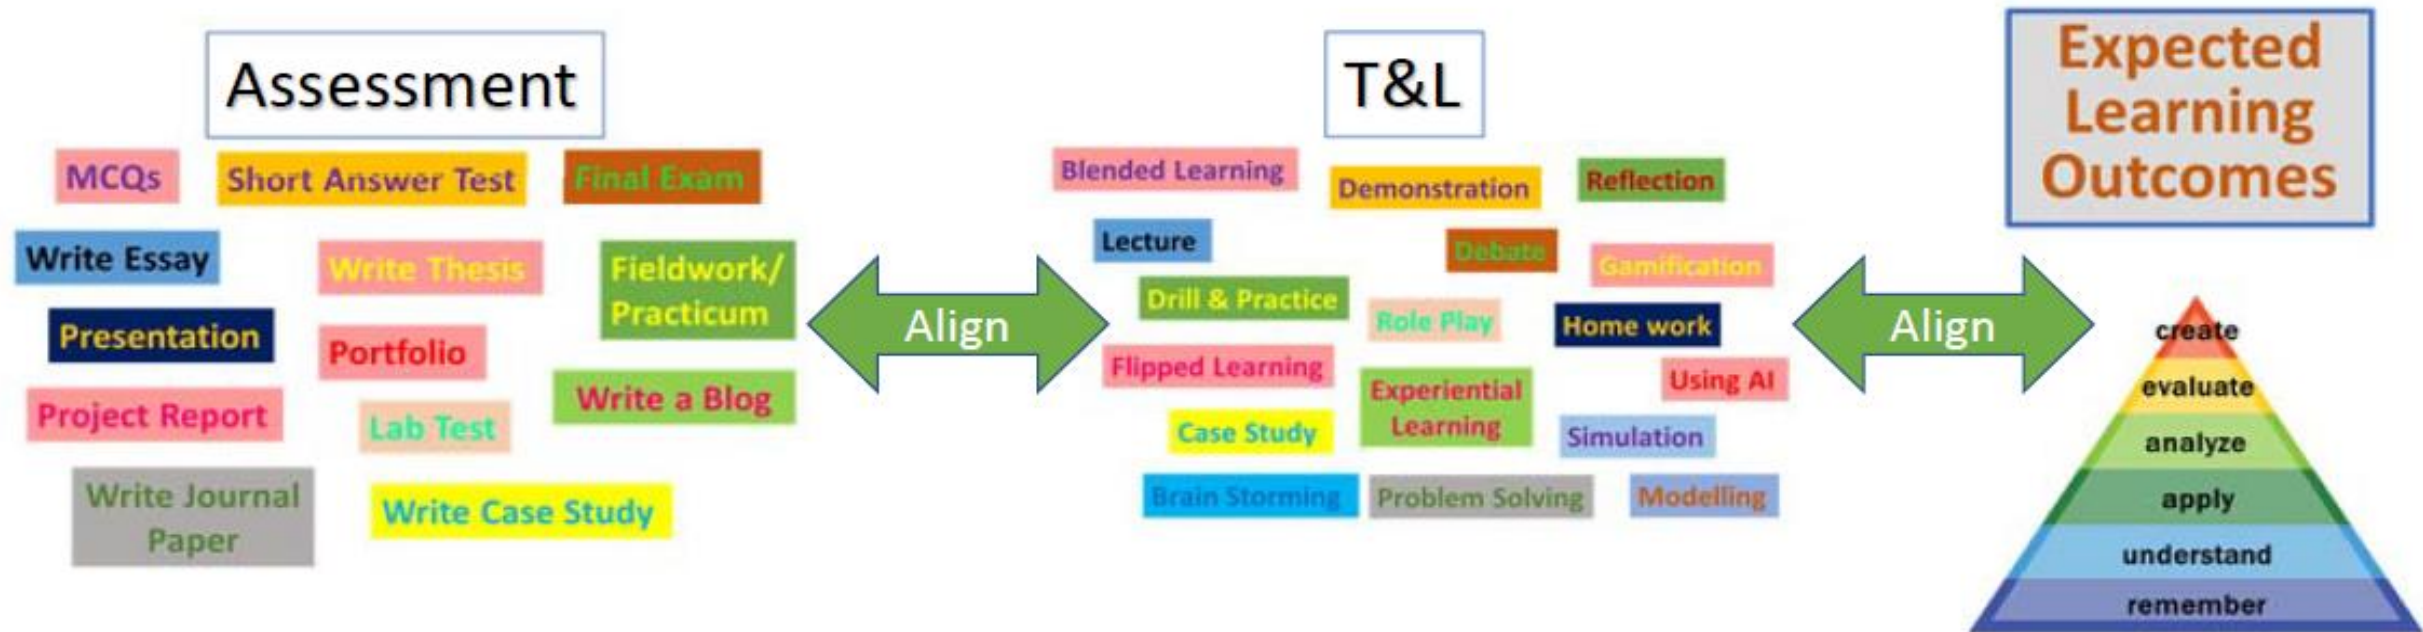 Assessment
MCQs
Short Answer Test
Final Exam
Write Essay
Write Thesis
Fieldwork/
Practicum
Presentation
Portfolio
Project Report
Lab Test
Write a Blog
Write Journal
Paper
Write Case Study
Align
T&L
Blended Learning
Demonstration
Reflection
Lecture
Debate
Gamification
Drill & Practice
Role Play
Home work
Flipped Learning
Experiential
Learning
Using AI
Case Study
Simulation
Brain Storming
Problem Solving
Modelling
Align
Expected
Learning
Outcomes
create
evaluate
analyze
apply
understand
remember